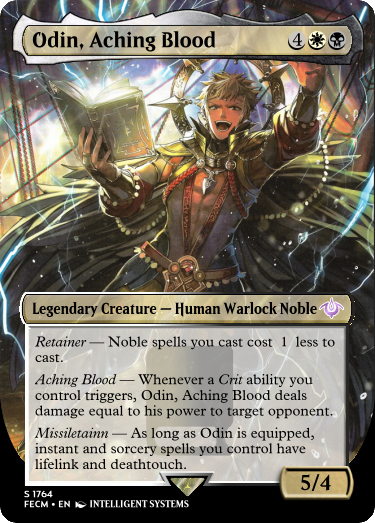 Odin, Aching Blood 4
Legendary Creature — Human Warlock Noble
Retainer — Noble spells you cast cost 1 less to
cast.
Aching Blood — Whenever a Crit ability you
control triggers, Odin, Aching Blood deals
damage equal to his power to target opponent.
Missiletainn — As long as Odin is equipped,
instant and sorcery spells you control have
lifelink and deathtouch.
5/4
S 1764
FECM • EN INTELLIGENT SYSTEMS